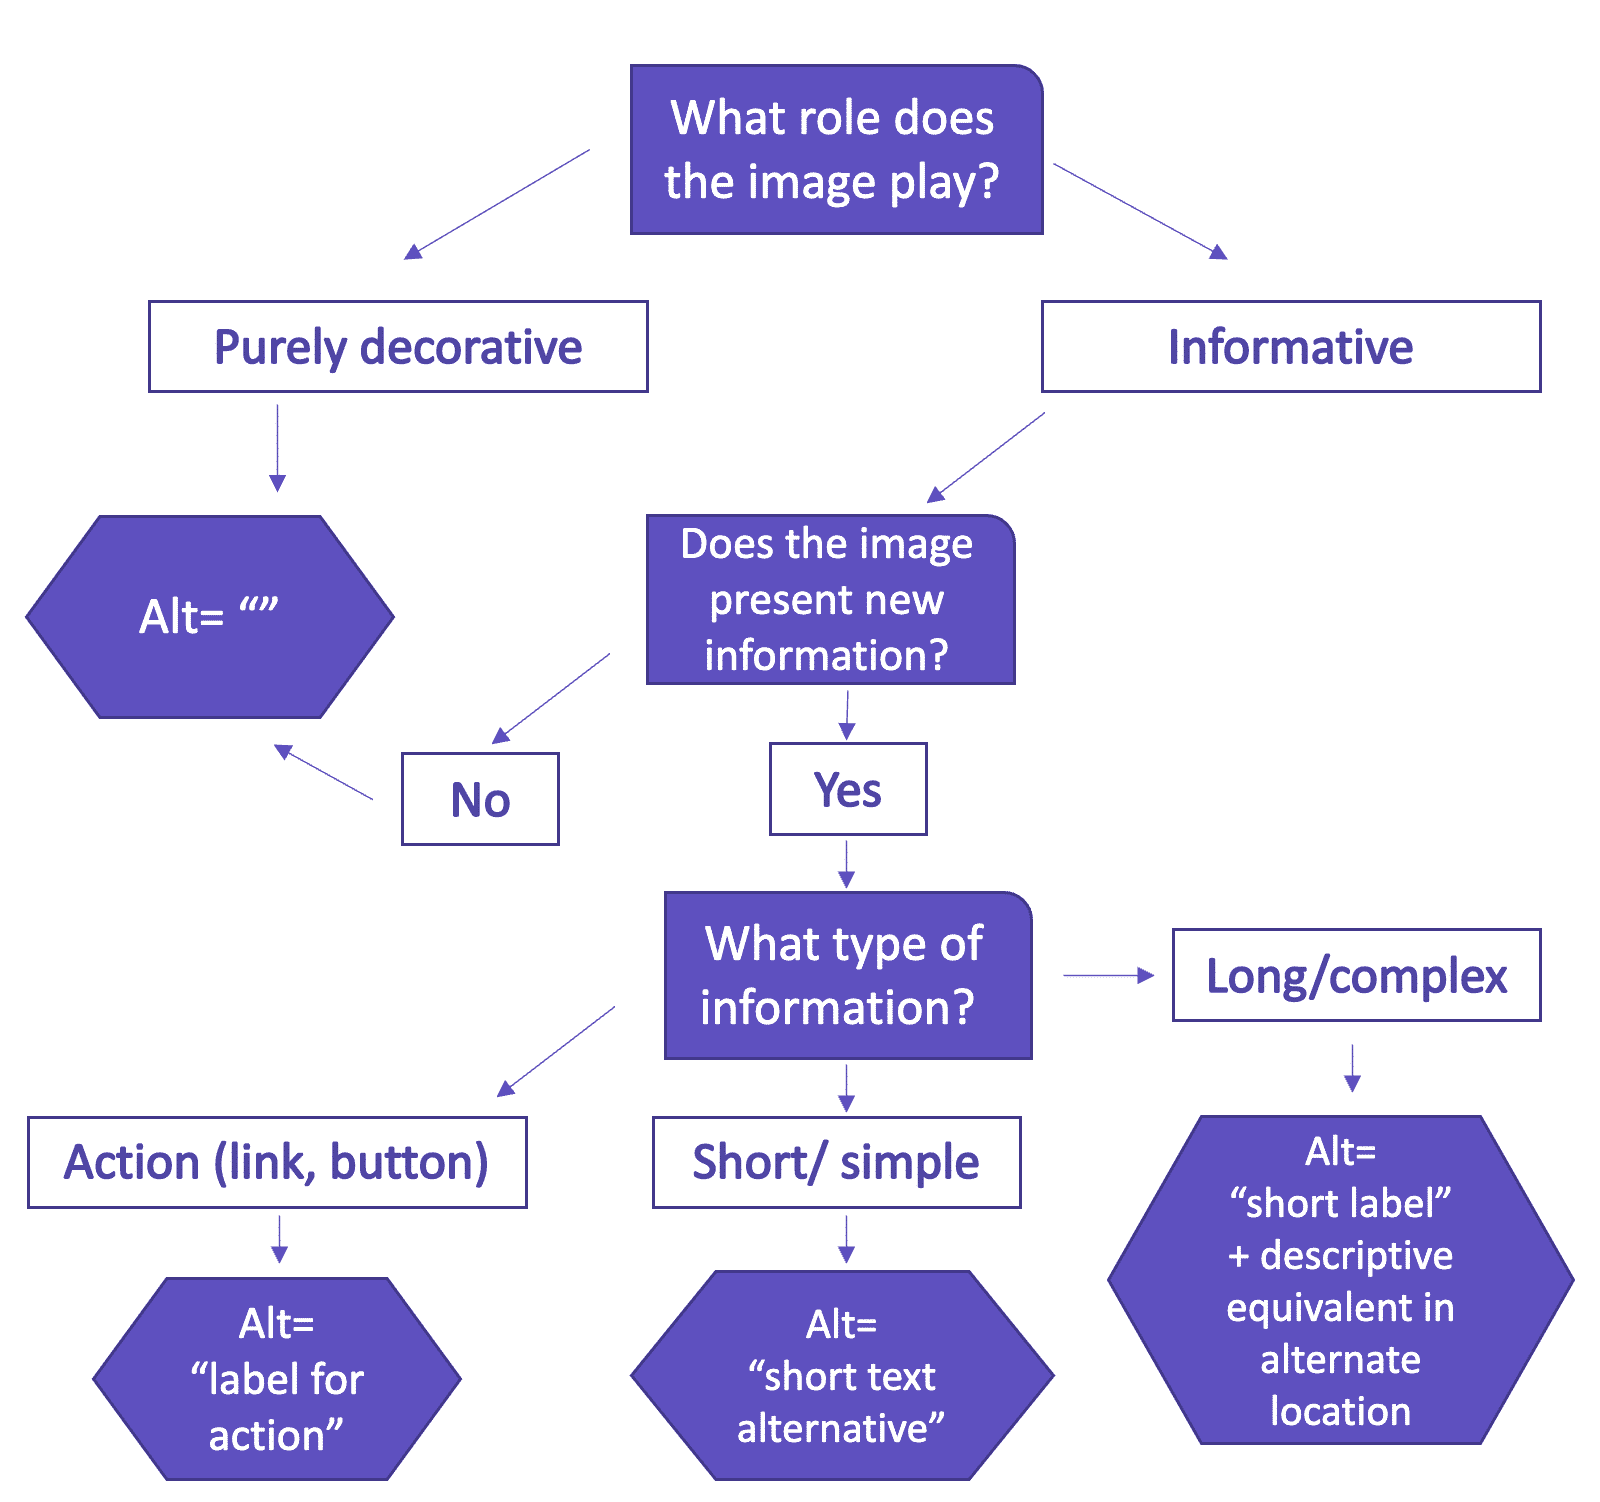 What role does
the image play?
Purely decorative
Informative
Alt= “”
Does the image
present new
information?
No
Yes
What type of
information?
Long/complex
Action (link, button)
Short/ simple
Alt=
“label for
action”
Alt=
“short text
alternative”
Alt=
“short label”
+ descriptive
equivalent in
alternate
location